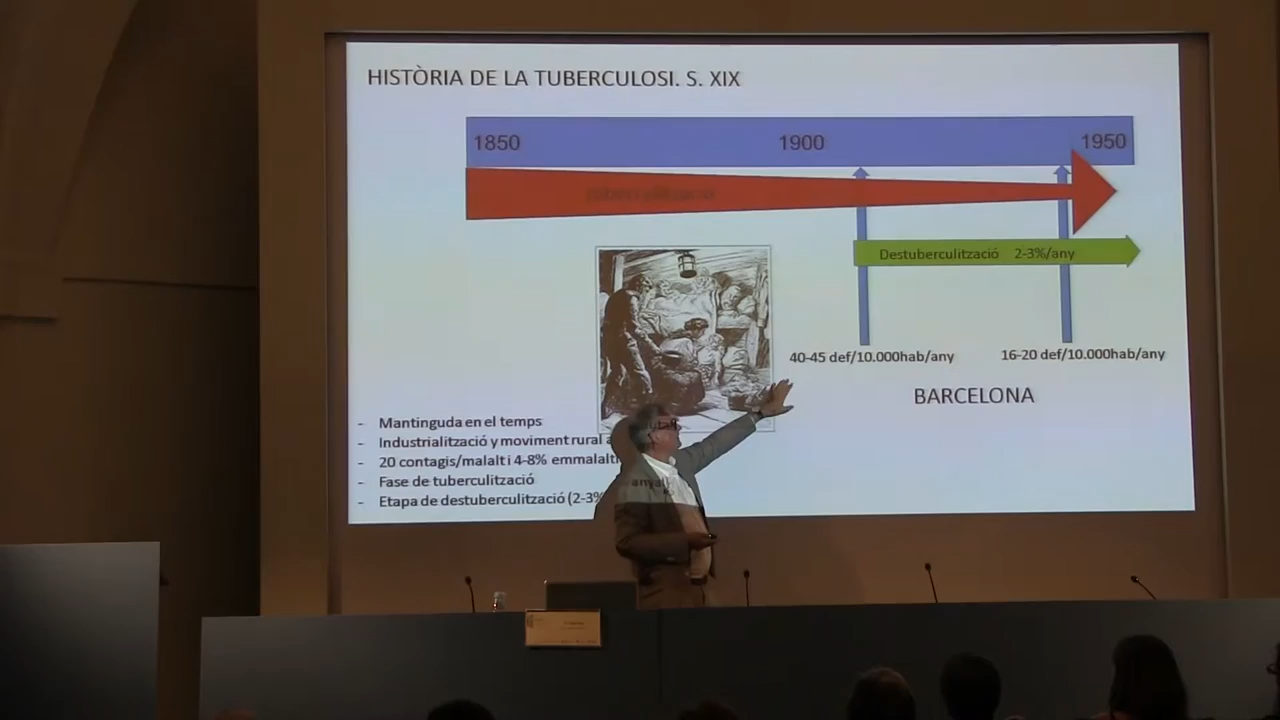 HISTÒRIA DE LA TUBERCULOSI. S. XIX
1850 1900 1950
Destuberculització 2-3%/any
40-45 def/10.000hab/any 16-20 def/10.000hab/any
BARCELONA
- Mantinguda en el temps
- Industrialització y moviment rural a
- 20 contagis/malalt i 4-8% emmalalt
- Fase de tuberculització
- Etapa de destuberculització (2-3%